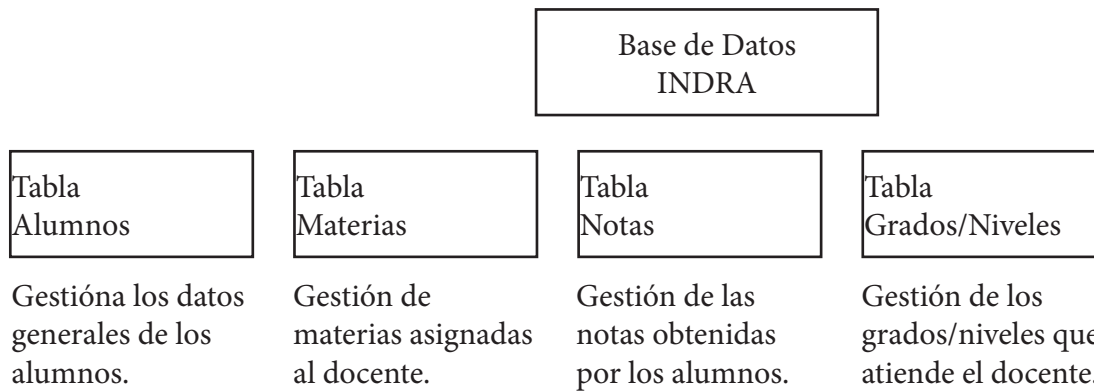 Base de Datos
INDRA
Tabla
Alumnos
Tabla
Materias
Tabla
Notas
Tabla
Grados/Niveles
Gestióna los datos
generales de los
alumnos.
Gestión de
materias asignadas
al docente.
Gestión de las
notas obtenidas
por los alumnos.
Gestión de los
grados/niveles que
atiende el docente.